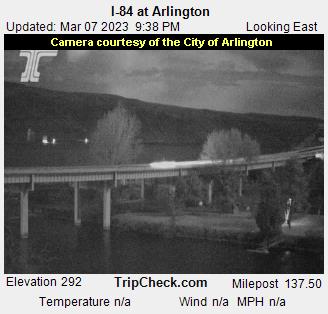 I-84 at Arlington
Updated: Mar 07 2023 9:38 PM Looking East
Camera courtesy of the City of Arlington
Elevation 292 TripCheck.com Milepost 137.50
Temperature n/a Wind n/a MPH n/a